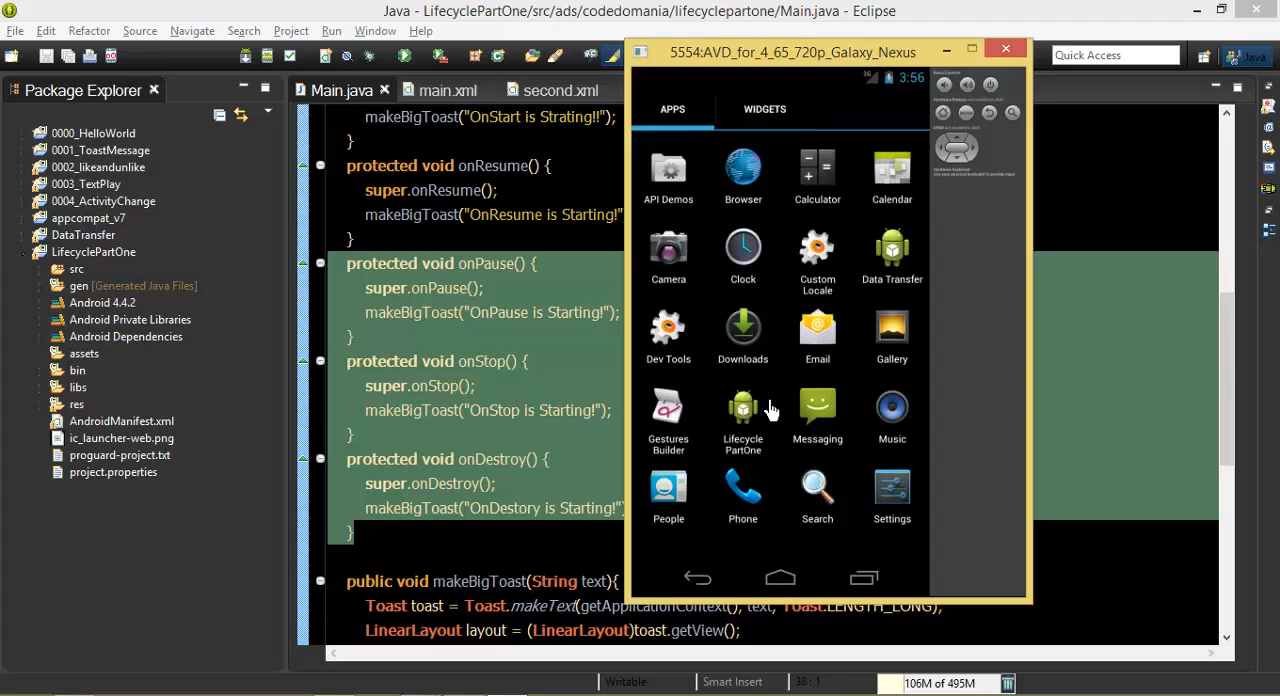 Java - LifecyclePartOne/src/ads/codedomania/lifecyclepartone/Main.java - Eclipse
File Edit Refactor Source Navigate Search Project Run Window Help
Quick Access
Java
Package Explorer
0000_HelloWorld
0001_ToastMessage
0002_likeandunlike
0003_TextPlay
0004_ActivityChange
appcompat_v7
DataTransfer
LifecyclePartOne
src
gen [Generated Java Files]
Android 4.4.2
Android Private Libraries
Android Dependencies
assets
bin
libs
res
AndroidManifest.xml
ic_launcher-web.png
proguard-project.txt
project.properties
Main.java main.xml second.xml
makeBigToast("OnStart is Strating!!");
}
protected void onResume() {
super.onResume();
makeBigToast("OnResume is Starting!"
}
protected void onPause() {
super.onPause();
makeBigToast("OnPause is Starting!");
}
protected void onStop() {
super.onStop();
makeBigToast("OnStop is Starting!");
}
protected void onDestroy() {
super.onDestroy();
makeBigToast("OnDestory is Starting!")
}
public void makeBigToast(String text){
Toast toast = Toast.makeText(getApplicationContext(), text, Toast.LENGTH_LONG);
LinearLayout layout = (LinearLayout)toast.getView();
5554:AVD_for_4_65_720p_Galaxy_Nexus
3G 3:56
APPS WIDGETS
API Demos Browser Calculator Calendar
Camera Clock Custom Locale Data Transfer
Dev Tools Downloads Email Gallery
Gestures Builder Lifecycle PartOne Messaging Music
People Phone Search Settings
Writable Smart Insert 38 : 1 106M of 495M